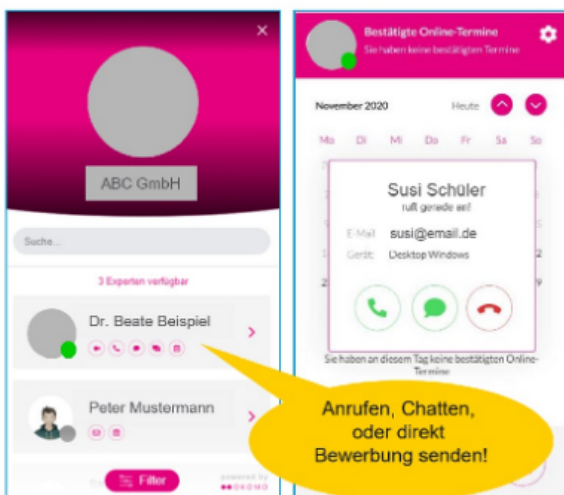 ABC GmbH
Suche...
3 Experten verfügbar
Dr. Beate Beispiel
Peter Mustermann
Filter
powered by
OKOMO
Bestätigte Online-Termine
Sie haben keine bestätigten Termine
November 2020
Heute
Mo Di Mi Do Fr Sa So
Susi Schüler
ruft gerade an!
E-Mail susi@email.de
Gerät: Desktop Windows
Sie haben an diesem Tag keine bestätigten Online-
Termine
Anrufen, Chatten,
oder direkt
Bewerbung senden!